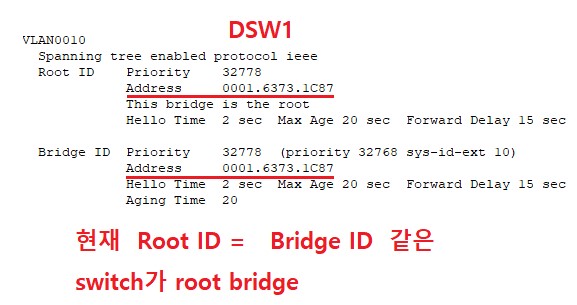 DSW1
VLAN0010
Spanning tree enabled protocol ieee
Root ID Priority 32778
Address 0001.6373.1C87
This bridge is the root
Hello Time 2 sec Max Age 20 sec Forward Delay 15 sec
Bridge ID Priority 32778 (priority 32768 sys-id-ext 10)
Address 0001.6373.1C87
Hello Time 2 sec Max Age 20 sec Forward Delay 15 sec
Aging Time 20
현재 Root ID = Bridge ID 같은
switch가 root bridge